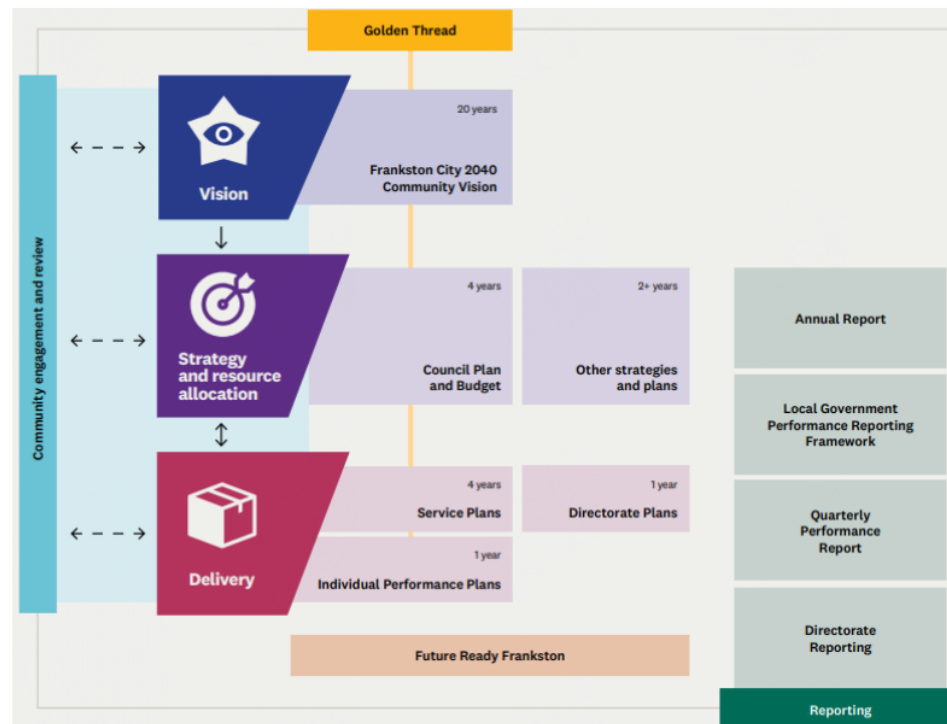 Golden Thread
Community engagement and review
Vision
20 years
Frankston City 2040
Community Vision
Strategy
and resource
allocation
4 years
Council Plan
and Budget
2+ years
Other strategies
and plans
Delivery
4 years
Service Plans
1 year
Directorate Plans
1 year
Individual Performance Plans
Future Ready Frankston
Annual Report
Local Government
Performance Reporting
Framework
Quarterly
Performance
Report
Directorate
Reporting
Reporting